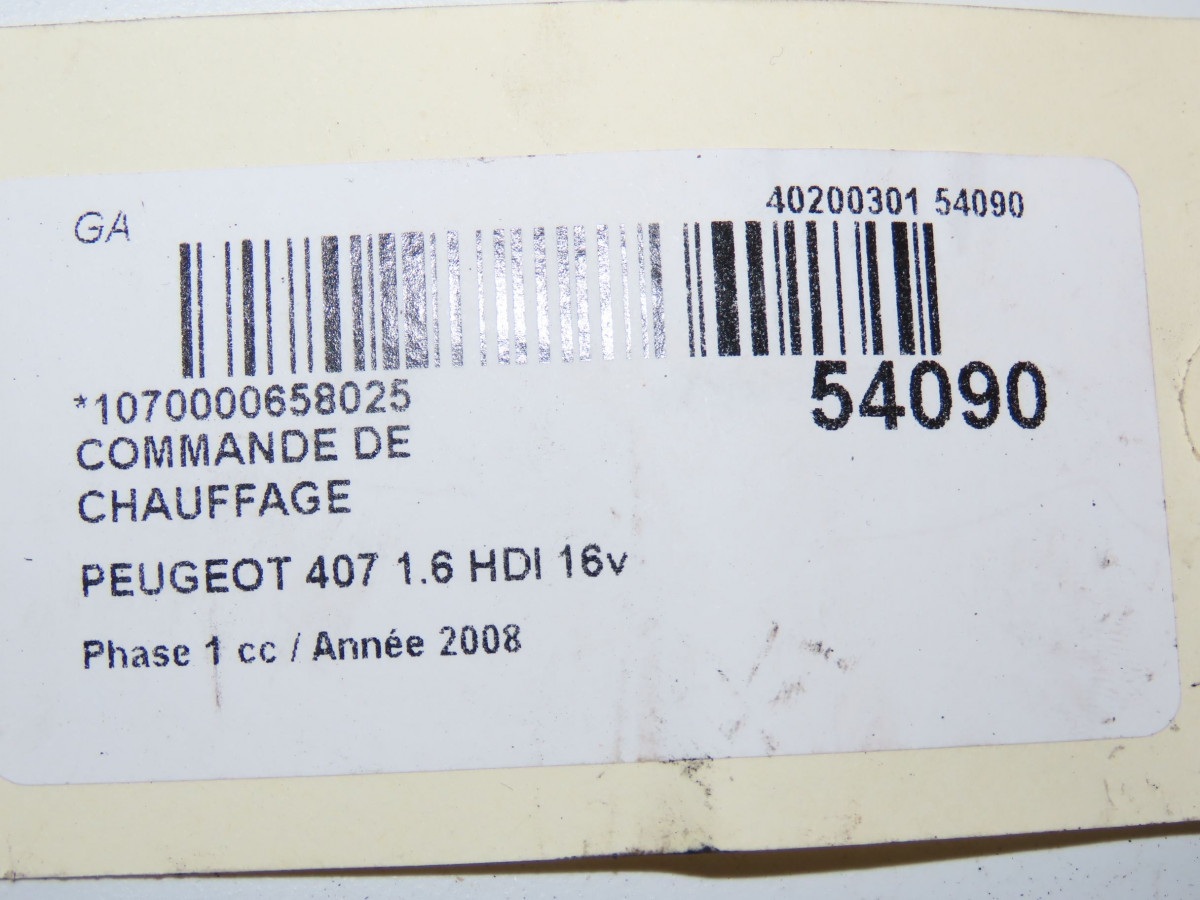 GA
40200301 54090
*1070000658025
54090
COMMANDE DE
CHAUFFAGE
PEUGEOT 407 1.6 HDI 16v
Phase 1 cc / Année 2008